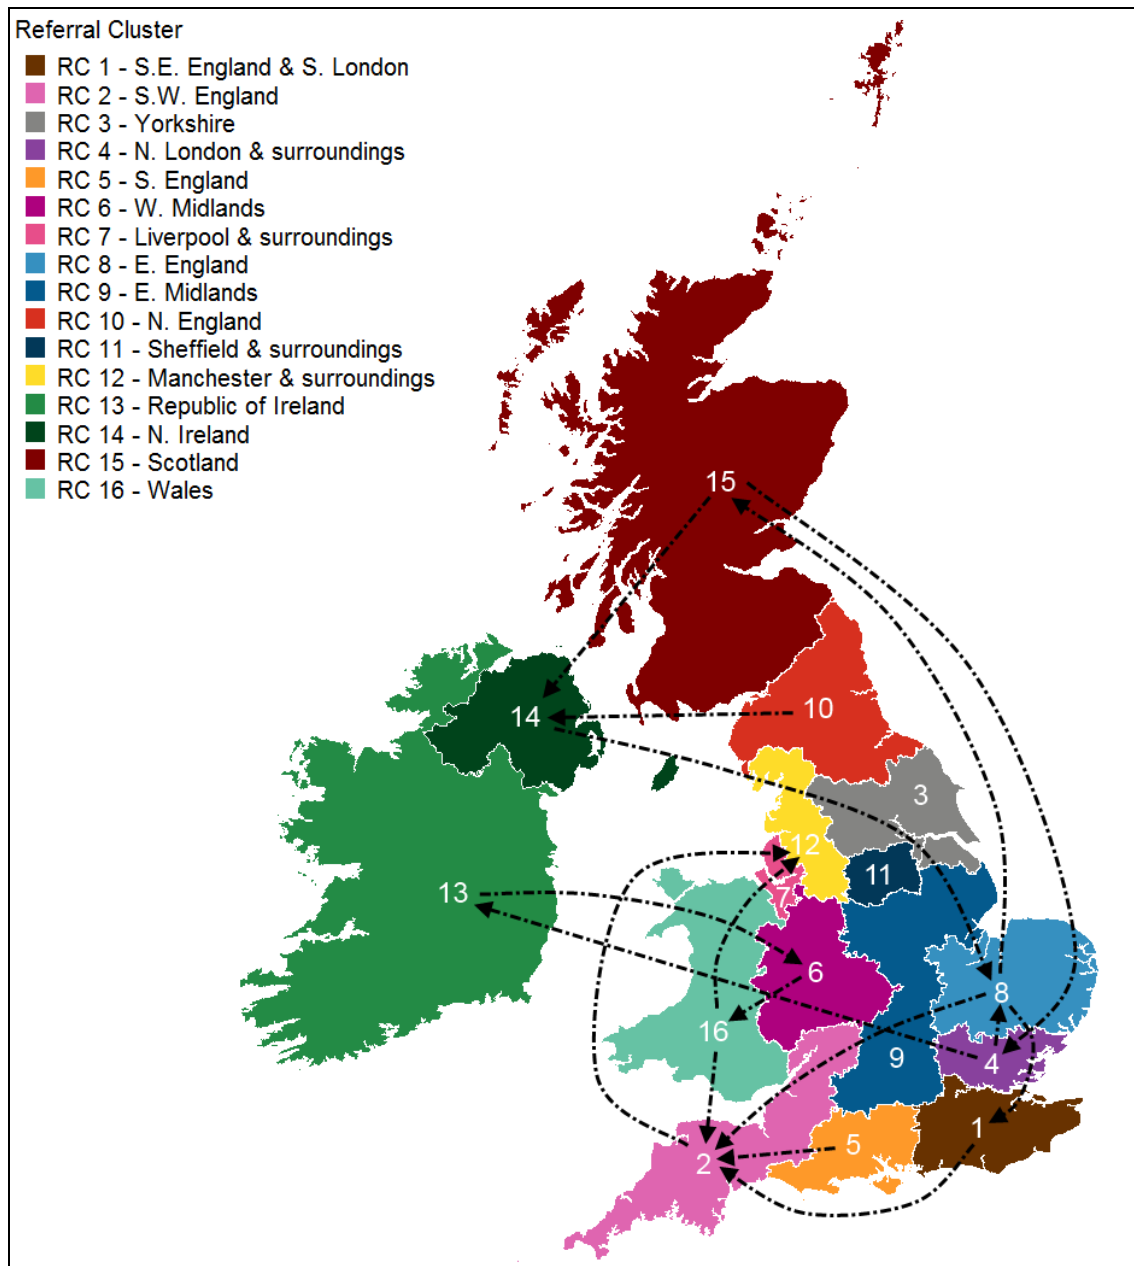 Referral Cluster
RC 1 - S.E. England & S. London
RC 2 - S.W. England
RC 3 - Yorkshire
RC 4 - N. London & surroundings
RC 5 - S. England
RC 6 - W. Midlands
RC 7 - Liverpool & surroundings
RC 8 - E. England
RC 9 - E. Midlands
RC 10 - N. England
RC 11 - Sheffield & surroundings
RC 12 - Manchester & surroundings
RC 13 - Republic of Ireland
RC 14 - N. Ireland
RC 15 - Scotland
RC 16 - Wales
15
10
14
3
12
11
13
7
6
8
16
9
4
1
5
2